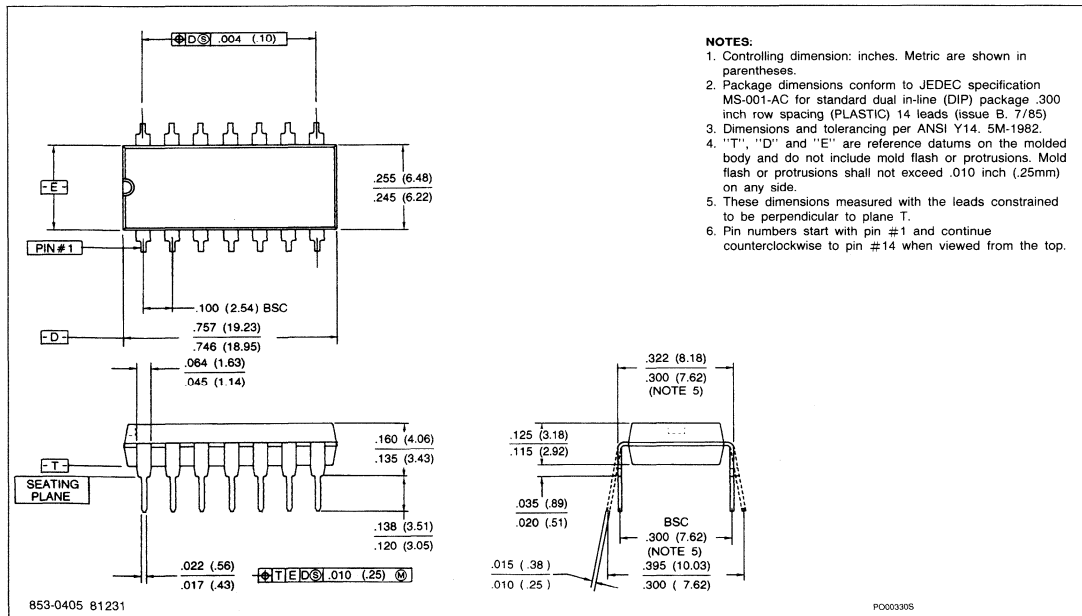 ⌖ D Ⓢ .004 (.10)
NOTES:
1. Controlling dimension: inches. Metric are shown in
parentheses.
2. Package dimensions conform to JEDEC specification
MS-001-AC for standard dual in-line (DIP) package .300
inch row spacing (PLASTIC) 14 leads (issue B. 7/85)
3. Dimensions and tolerancing per ANSI Y14. 5M-1982.
4. "T", "D" and "E" are reference datums on the molded
body and do not include mold flash or protrusions. Mold
flash or protrusions shall not exceed .010 inch (.25mm)
on any side.
5. These dimensions measured with the leads constrained
to be perpendicular to plane T.
6. Pin numbers start with pin #1 and continue
counterclockwise to pin #14 when viewed from the top.
- E -
.255 (6.48)
.245 (6.22)
PIN # 1
.100 (2.54) BSC
- D -
.757 (19.23)
.746 (18.95)
.064 (1.63)
.045 (1.14)
.322 (8.18)
.300 (7.62)
(NOTE 5)
.160 (4.06)
.135 (3.43)
.125 (3.18)
.115 (2.92)
- T -
SEATING
PLANE
.138 (3.51)
.120 (3.05)
.035 (.89)
.020 (.51)
BSC
.300 (7.62)
(NOTE 5)
.022 (.56)
.017 (.43)
⌖ T E D Ⓢ .010 (.25) Ⓜ
.015 (.38)
.010 (.25)
.395 (10.03)
.300 (7.62)
853-0405 81231
PO00330S